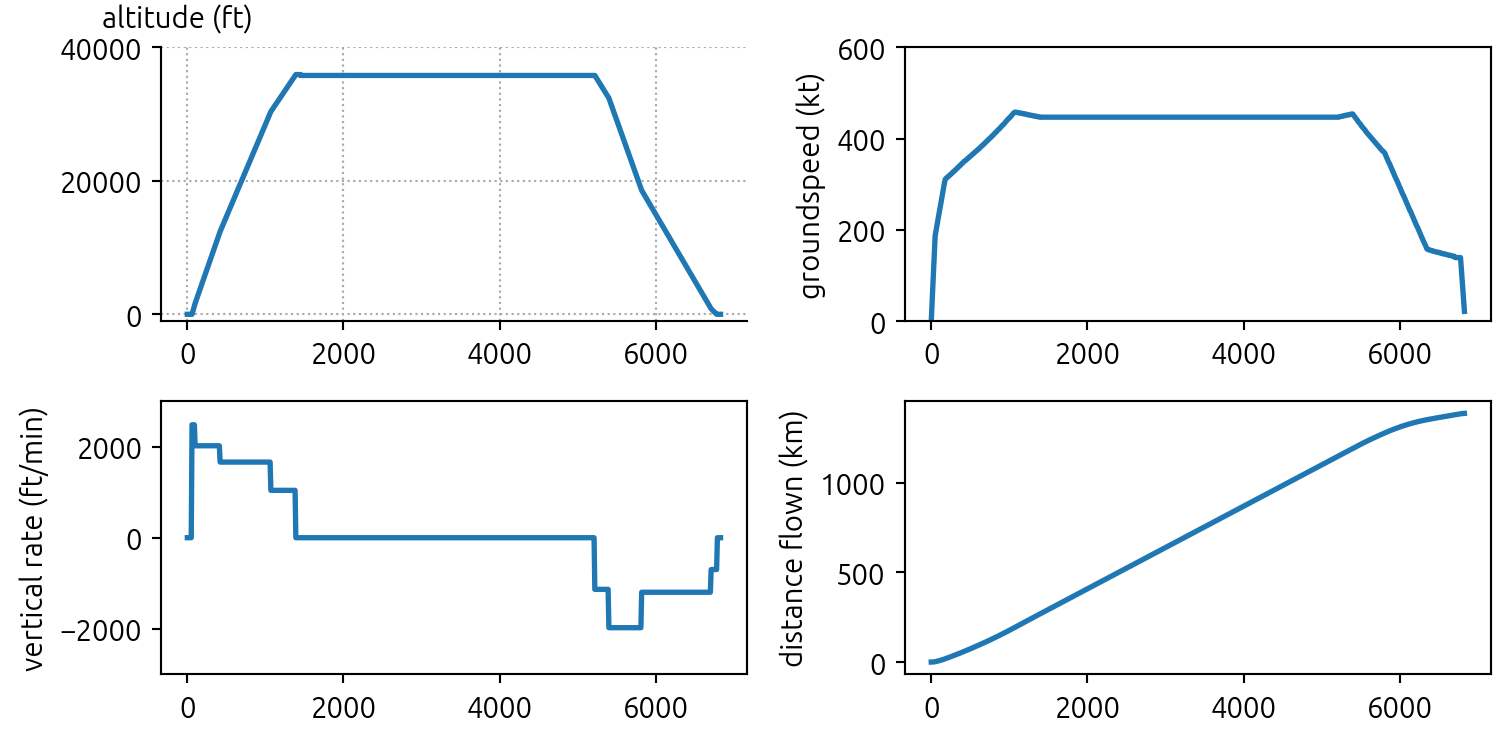 altitude (ft)
40000
20000
0
0 2000 4000 6000
groundspeed (kt)
600
400
200
0
0 2000 4000 6000
vertical rate (ft/min)
2000
0
−2000
0 2000 4000 6000
distance flown (km)
1000
500
0
0 2000 4000 6000